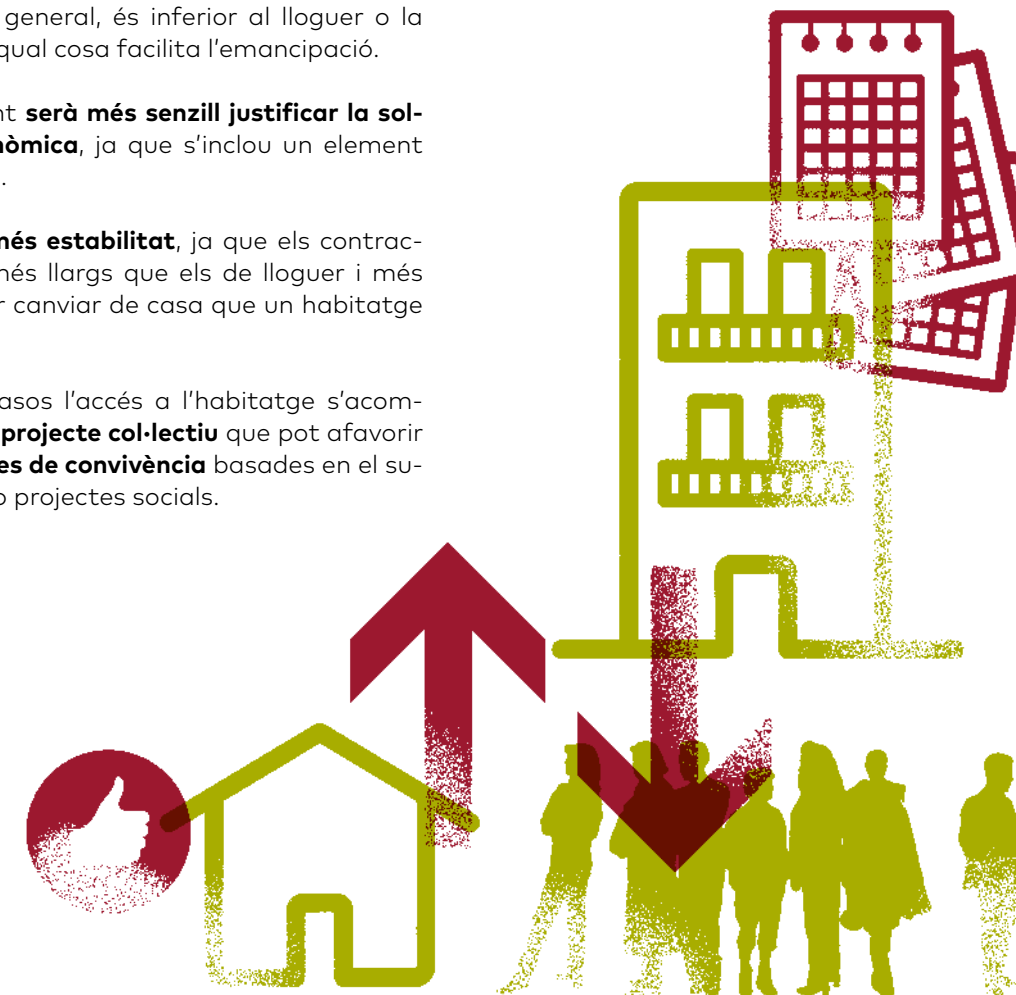 general, és inferior al lloguer o la
qual cosa facilita l'emancipació.
nt serà més senzill justificar la sol-
nòmica, ja que s'inclou un element
.
més estabilitat, ja que els contrac-
més llargs que els de lloguer i més
r canviar de casa que un habitatge
asos l'accés a l'habitatge s'acom-
projecte col·lectiu que pot afavorir
es de convivència basades en el su-
projectes socials.